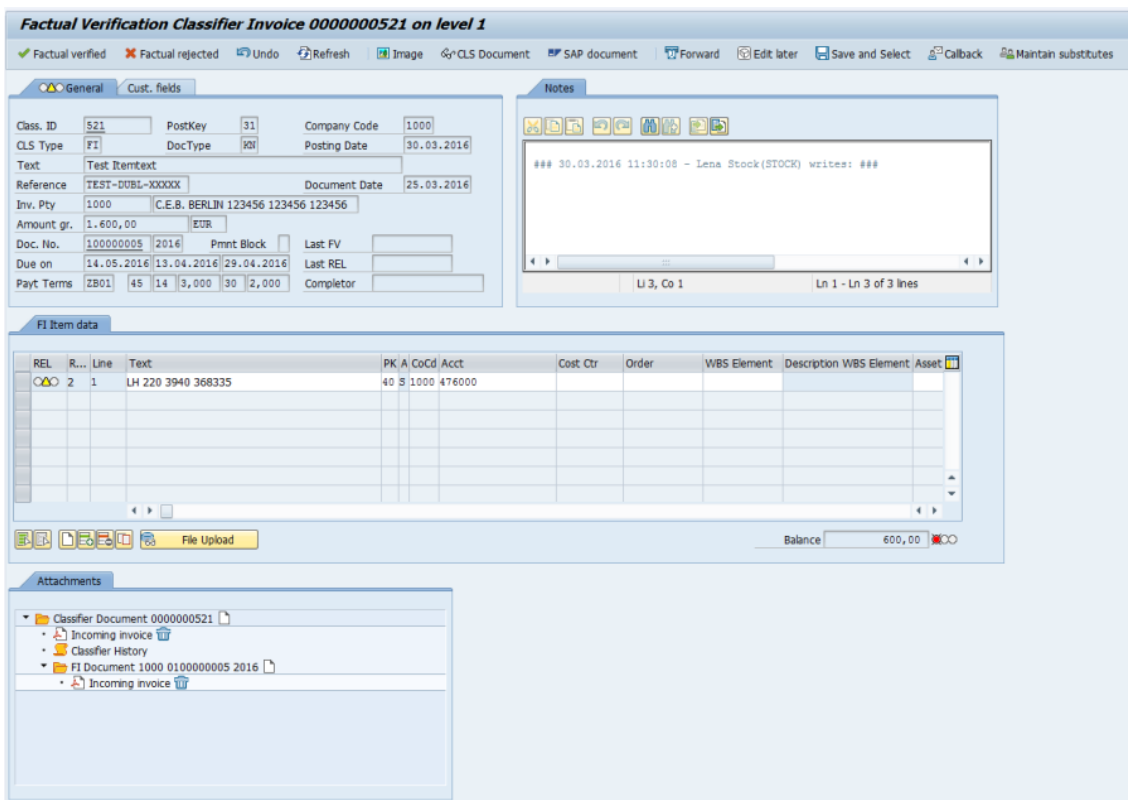 Factual Verification Classifier Invoice 0000000521 on level 1
Factual verified Factual rejected Undo Refresh Image CLS Document SAP document Forward Edit later Save and Select Callback Maintain substitutes
General Cust. fields
Class. ID 521 PostKey 31 Company Code 1000
CLS Type FI DocType KN Posting Date 30.03.2016
Text Test Itemtext
Reference TEST-DUBL-XXXXX Document Date 25.03.2016
Inv. Pty 1000 C.E.B. BERLIN 123456 123456 123456
Amount gr. 1.600,00 EUR
Doc. No. 100000005 2016 Pmnt Block Last FV
Due on 14.05.2016 13.04.2016 29.04.2016 Last REL
Payt Terms ZB01 45 14 3,000 30 2,000 Completor
Notes
### 30.03.2016 11:30:08 - Lena Stock(STOCK) writes: ###
Li 3, Co 1 Ln 1 - Ln 3 of 3 lines
FI Item data
REL R... Line Text PK A CoCd Acct Cost Ctr Order WBS Element Description WBS Element Asset
2 1 LH 220 3940 368335 40 S 1000 476000
File Upload Balance 600,00
Attachments
Classifier Document 0000000521
Incoming invoice
Classifier History
FI Document 1000 0100000005 2016
Incoming invoice